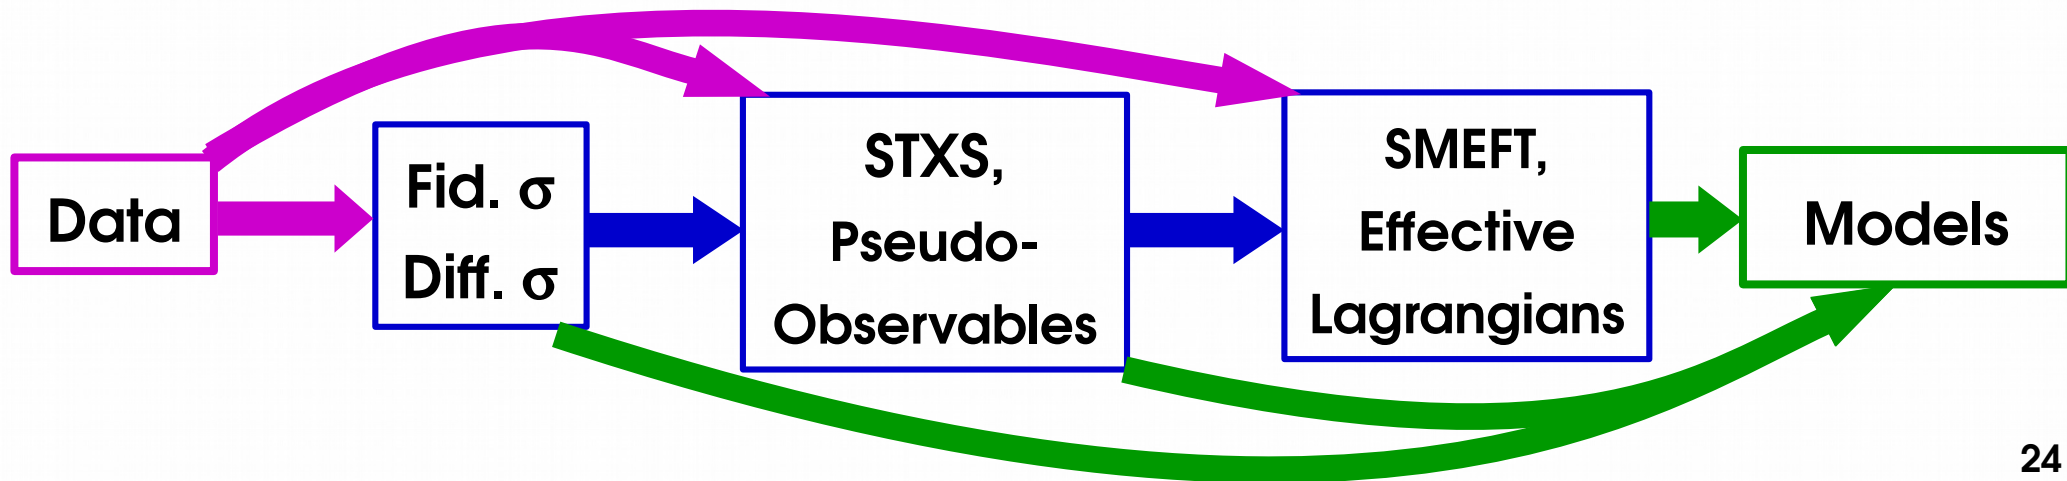 Data
Fid. σ
Diff. σ
STXS,
Pseudo-
Observables
SMEFT,
Effective
Lagrangians
Models
24